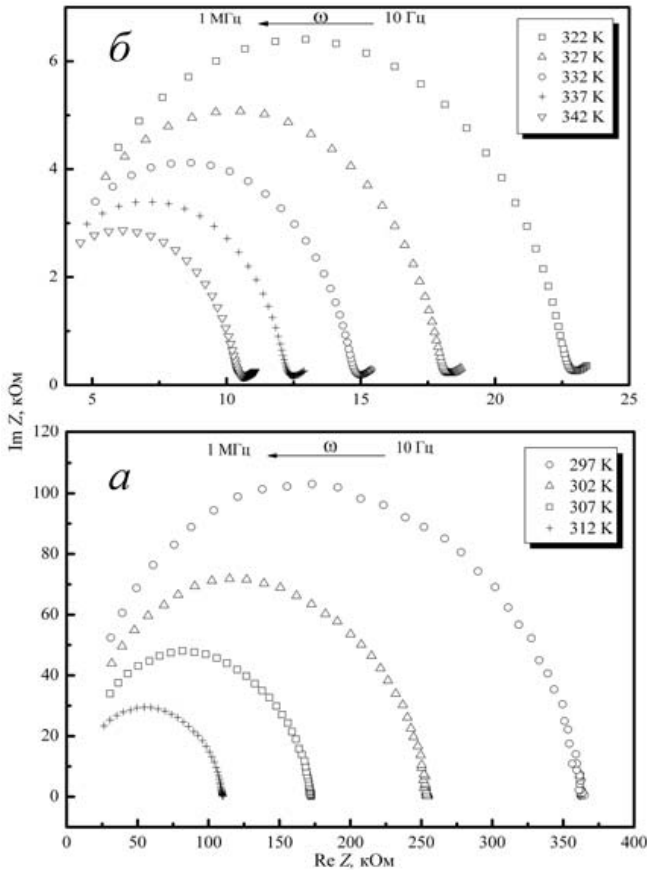 1 МГц ω 10 Гц
б
322 K
327 K
332 K
337 K
342 K
6
4
2
0
5 10 15 20 25
Im Z, кОм
1 МГц ω 10 Гц
а
297 K
302 K
307 K
312 K
120
100
80
60
40
20
0
0 50 100 150 200 250 300 350 400
Re Z, кОм